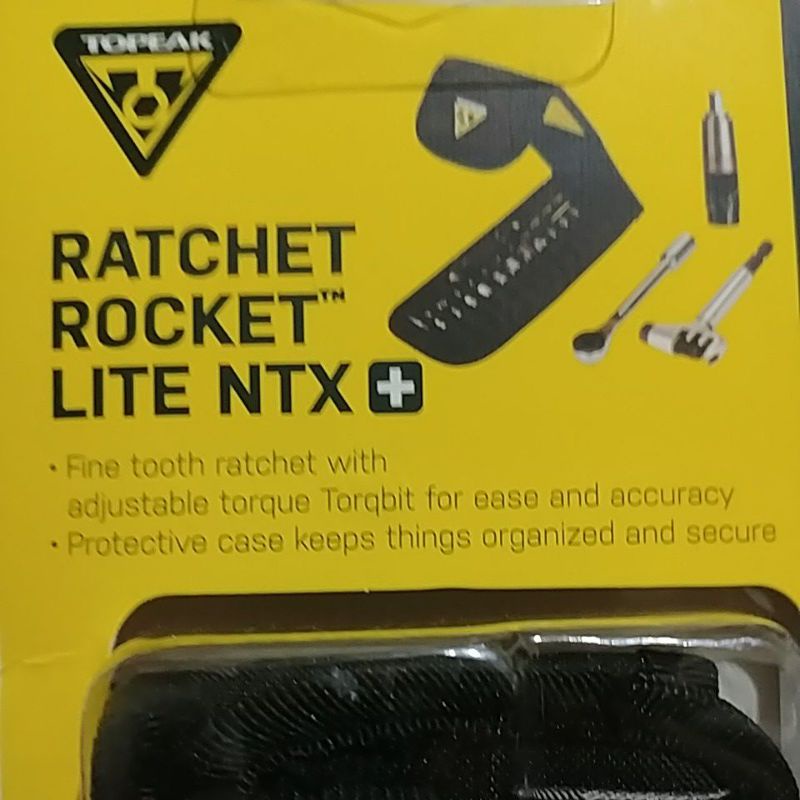 TOPEAK
RATCHET
ROCKET™
LITE NTX +
• Fine tooth ratchet with
adjustable torque Torqbit for ease and accuracy
• Protective case keeps things organized and secure